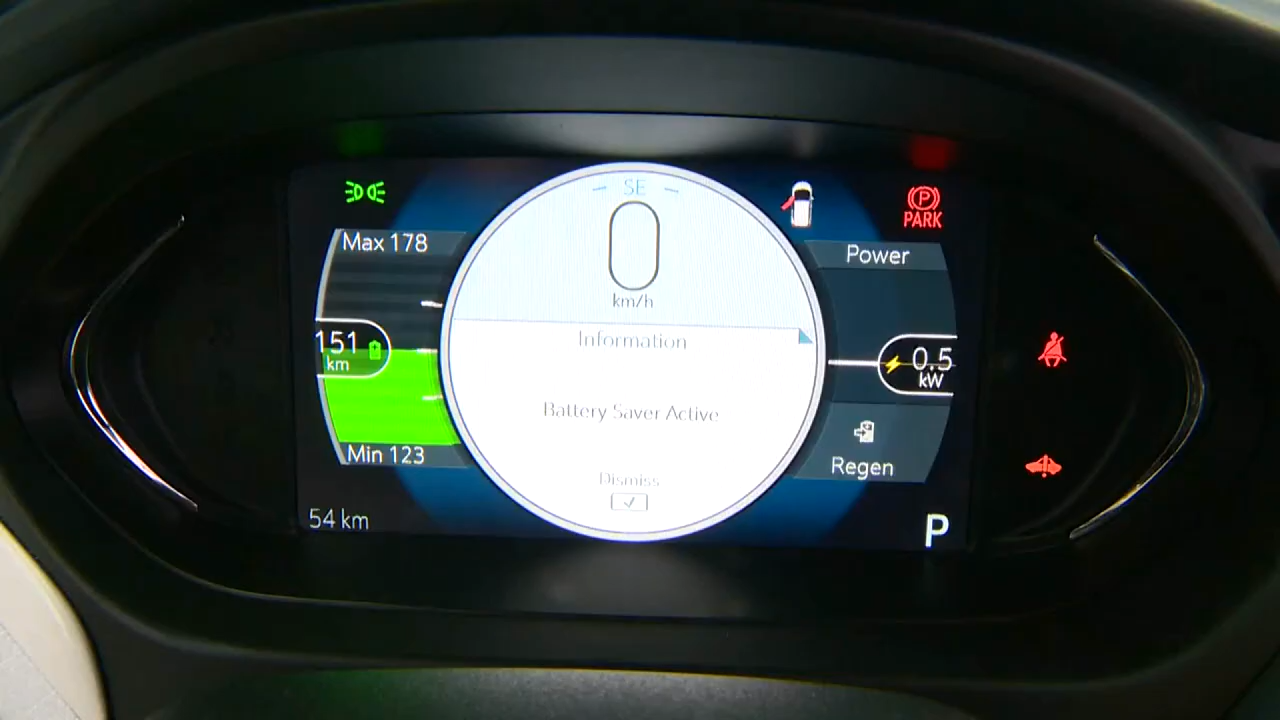 SE
0
km/h
Information
Battery Saver Active
Dismiss
Max 178
151
km
Min 123
54 km
P
PARK
Power
0.5
kW
Regen
P